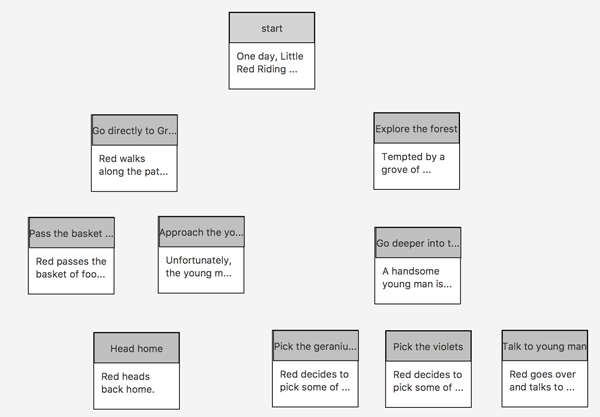 start
One day, Little
Red Riding ...
Go directly to Gr...
Red walks
along the pat...
Explore the forest
Tempted by a
grove of ...
Pass the basket ...
Red passes the
basket of foo...
Approach the yo...
Unfortunately,
the young m...
Go deeper into t...
A handsome
young man is...
Head home
Red heads
back home.
Pick the geraniu...
Red decides to
pick some of ...
Pick the violets
Red decides to
pick some of ...
Talk to young man
Red goes over
and talks to ...